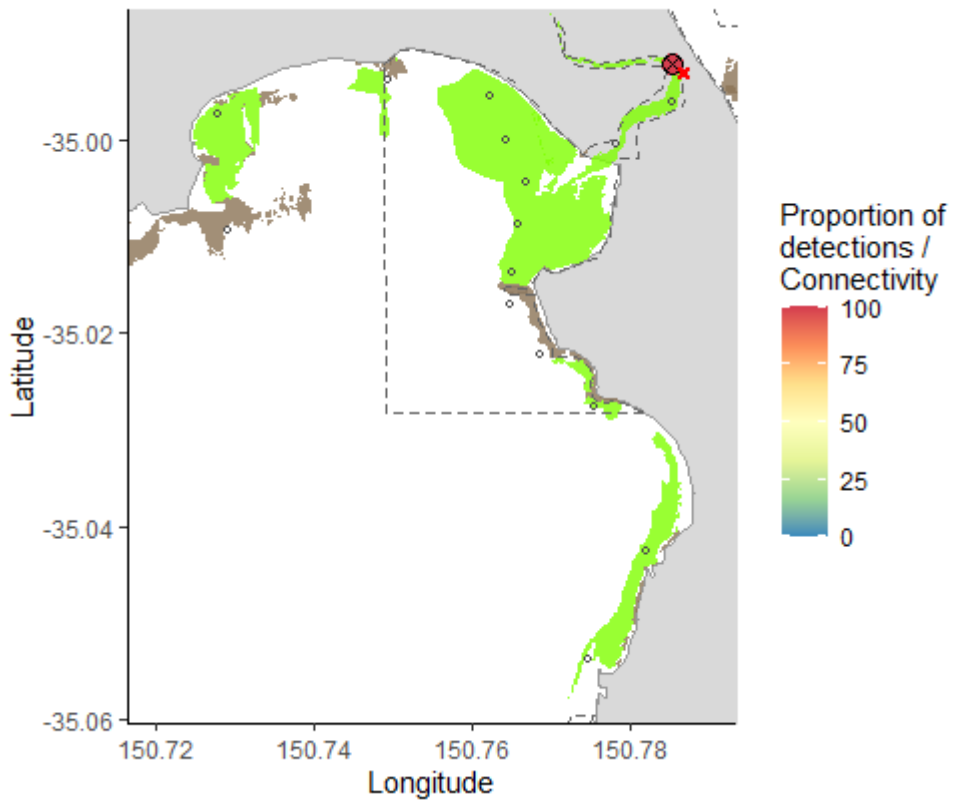 -35.00
-35.02
-35.04
-35.06
Latitude
150.72 150.74 150.76 150.78
Longitude
Proportion of
detections /
Connectivity
100
75
50
25
0